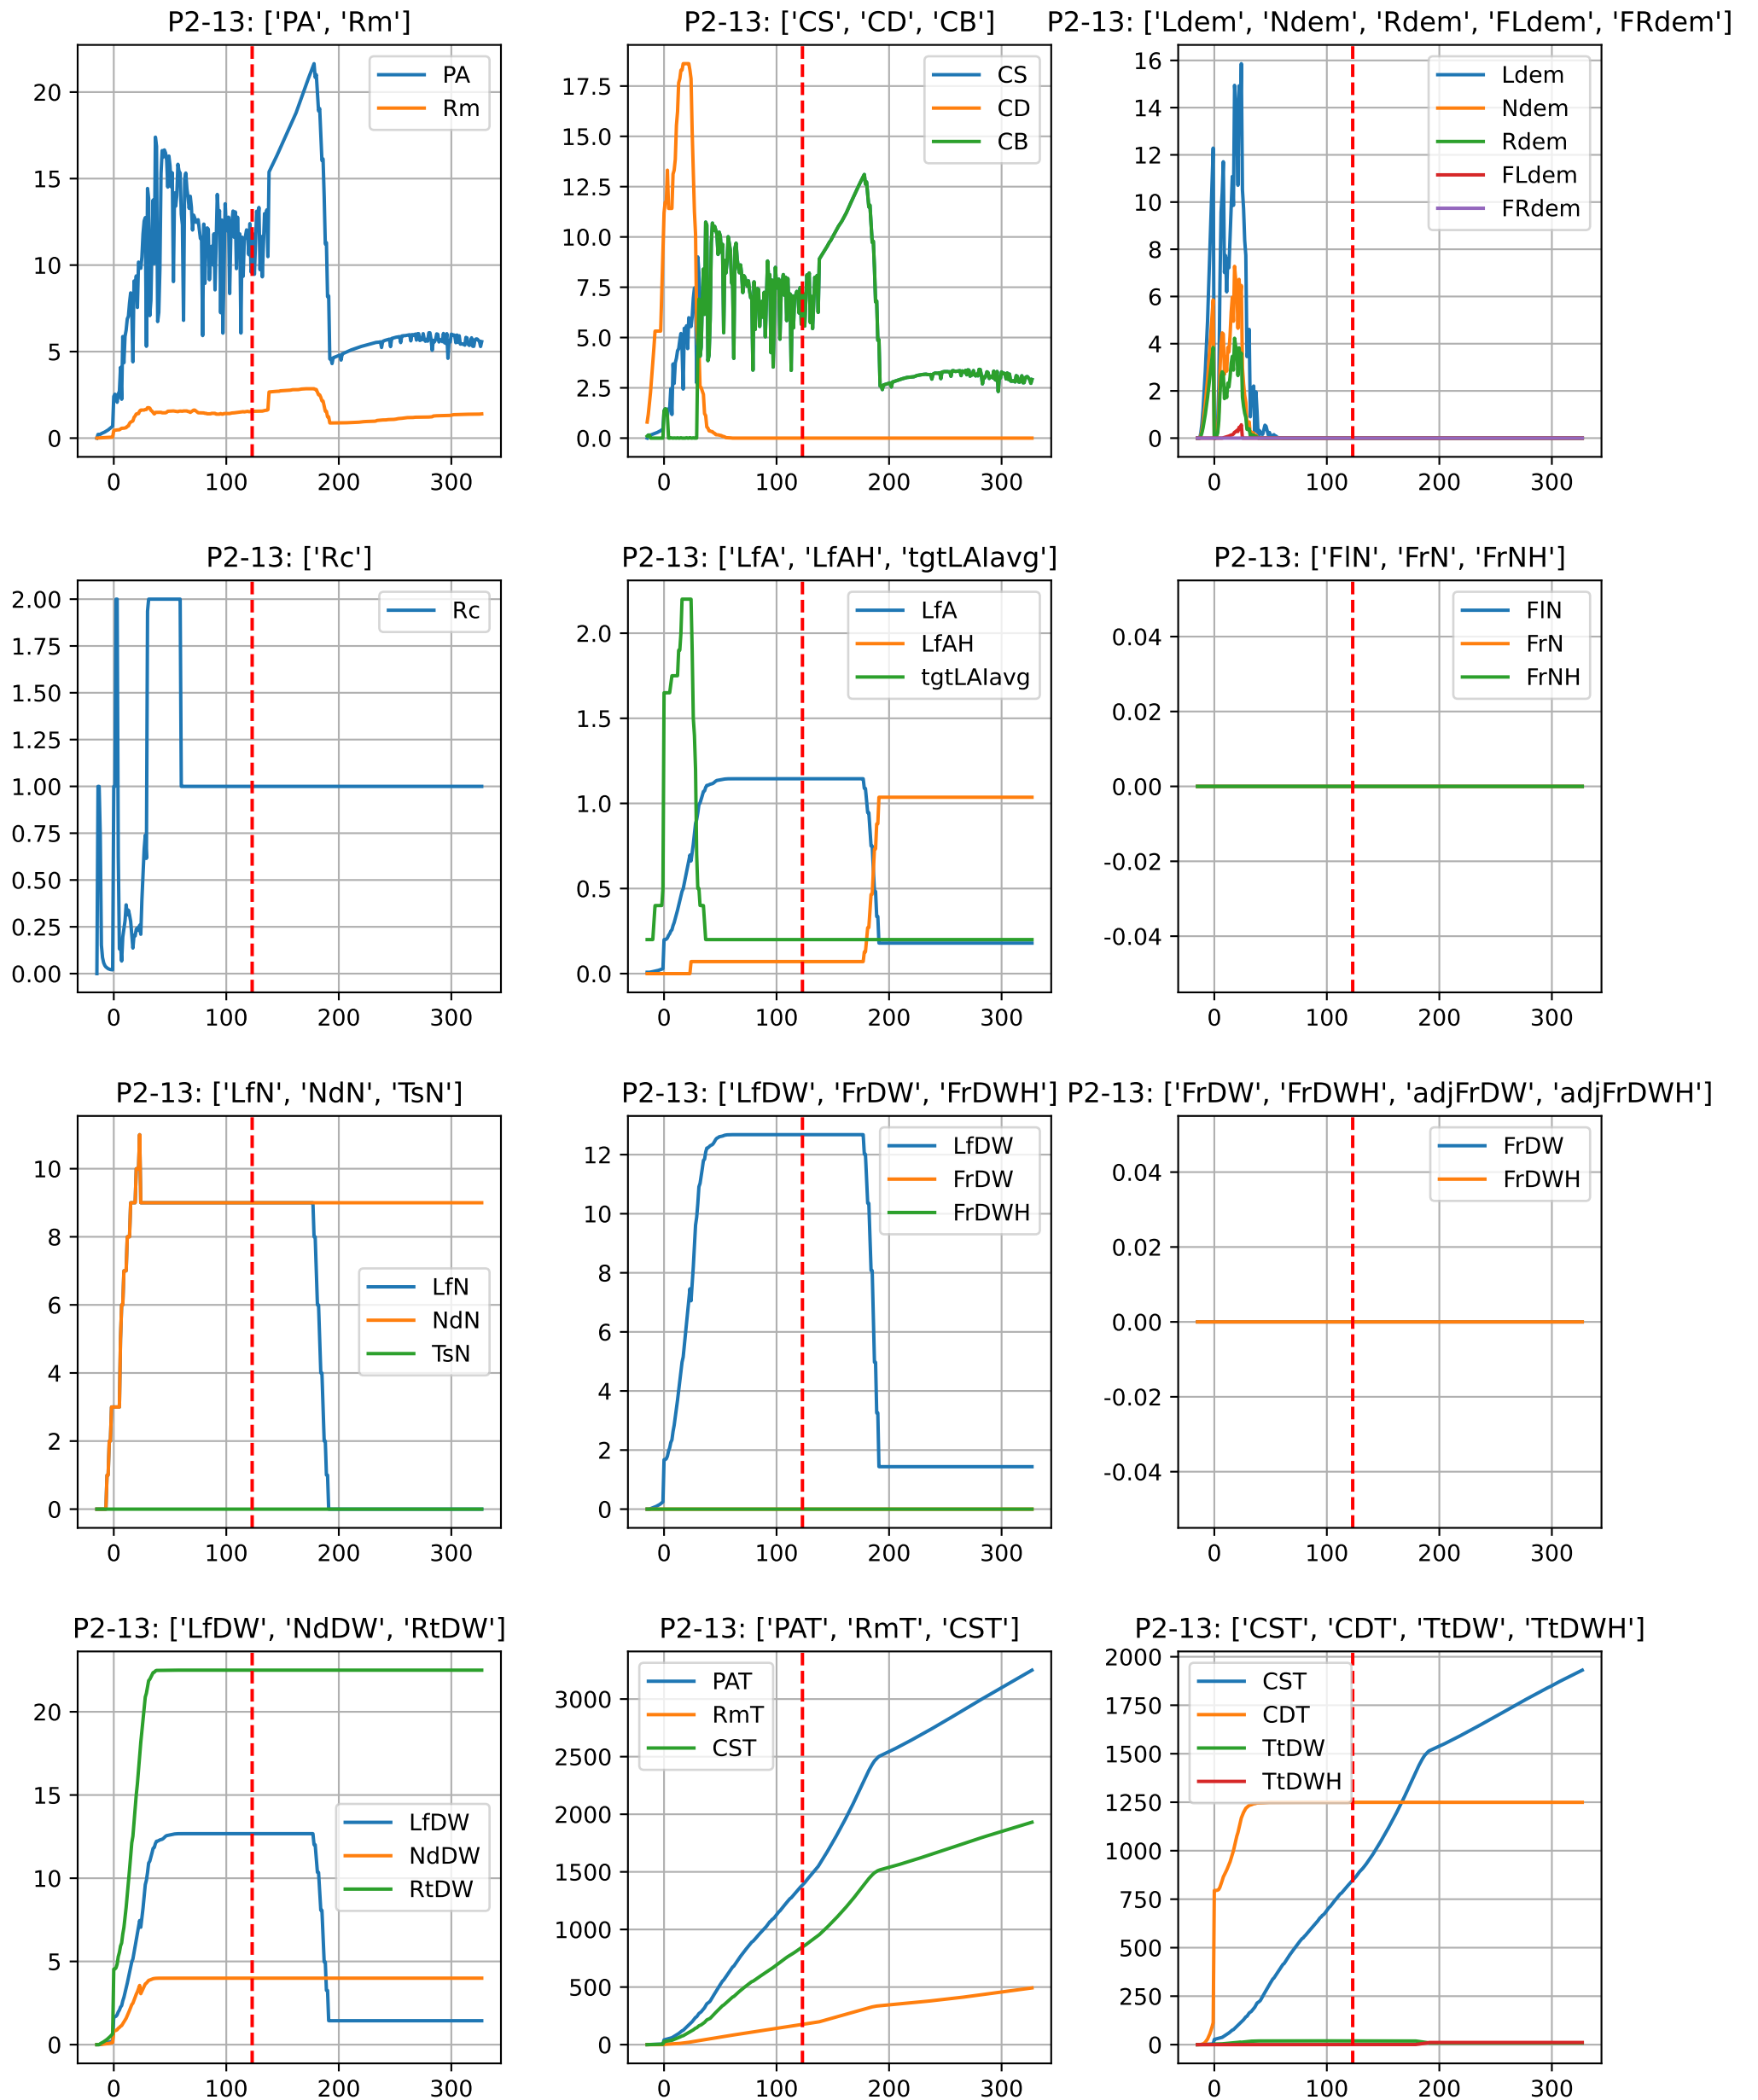 P2-13: ['PA', 'Rm']
PA
Rm
20
15
10
5
0
0 100 200 300
P2-13: ['CS', 'CD', 'CB']
CS
CD
CB
17.5
15.0
12.5
10.0
7.5
5.0
2.5
0.0
0 100 200 300
P2-13: ['Ldem', 'Ndem', 'Rdem', 'FLdem', 'FRdem']
Ldem
Ndem
Rdem
FLdem
FRdem
16
14
12
10
8
6
4
2
0
0 100 200 300
P2-13: ['Rc']
Rc
2.00
1.75
1.50
1.25
1.00
0.75
0.50
0.25
0.00
0 100 200 300
P2-13: ['LfA', 'LfAH', 'tgtLAIavg']
LfA
LfAH
tgtLAIavg
2.0
1.5
1.0
0.5
0.0
0 100 200 300
P2-13: ['FlN', 'FrN', 'FrNH']
FlN
FrN
FrNH
0.04
0.02
0.00
-0.02
-0.04
0 100 200 300
P2-13: ['LfN', 'NdN', 'TsN']
LfN
NdN
TsN
10
8
6
4
2
0
0 100 200 300
P2-13: ['LfDW', 'FrDW', 'FrDWH']
LfDW
FrDW
FrDWH
12
10
8
6
4
2
0
0 100 200 300
P2-13: ['FrDW', 'FrDWH', 'adjFrDW', 'adjFrDWH']
FrDW
FrDWH
0.04
0.02
0.00
-0.02
-0.04
0 100 200 300
P2-13: ['LfDW', 'NdDW', 'RtDW']
LfDW
NdDW
RtDW
20
15
10
5
0
0 100 200 300
P2-13: ['PAT', 'RmT', 'CST']
PAT
RmT
CST
3000
2500
2000
1500
1000
500
0
0 100 200 300
P2-13: ['CST', 'CDT', 'TtDW', 'TtDWH']
CST
CDT
TtDW
TtDWH
2000
1750
1500
1250
1000
750
500
250
0
0 100 200 300